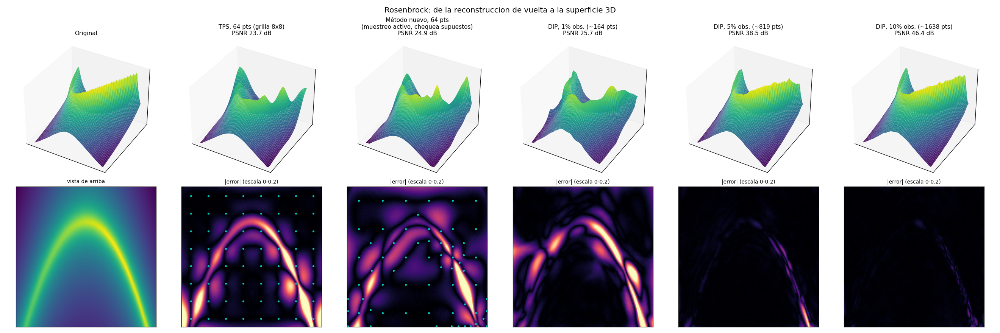 Rosenbrock: de la reconstruccion de vuelta a la superficie 3D
Original
TPS, 64 pts (grilla 8x8)
PSNR 23.7 dB
Método nuevo, 64 pts
(muestreo activo, chequea supuestos)
PSNR 24.9 dB
DIP, 1% obs. (~164 pts)
PSNR 25.7 dB
DIP, 5% obs. (~819 pts)
PSNR 38.5 dB
DIP, 10% obs. (~1638 pts)
PSNR 46.4 dB
vista de arriba
|error| (escala 0-0.2)
|error| (escala 0-0.2)
|error| (escala 0-0.2)
|error| (escala 0-0.2)
|error| (escala 0-0.2)